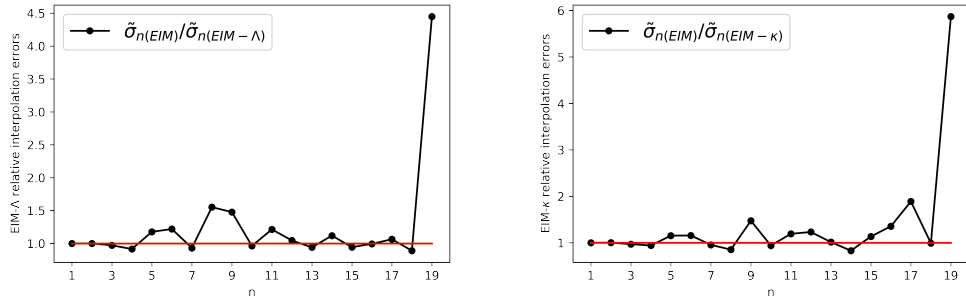 EIM-Λ relative interpolation errors
4.5
4.0
3.5
3.0
2.5
2.0
1.5
1.0
σ̃n(EIM)/σ̃n(EIM − Λ)
1 3 5 7 9 11 13 15 17 19
n
EIM-κ relative interpolation errors
6
5
4
3
2
1
σ̃n(EIM)/σ̃n(EIM − κ)
1 3 5 7 9 11 13 15 17 19
n